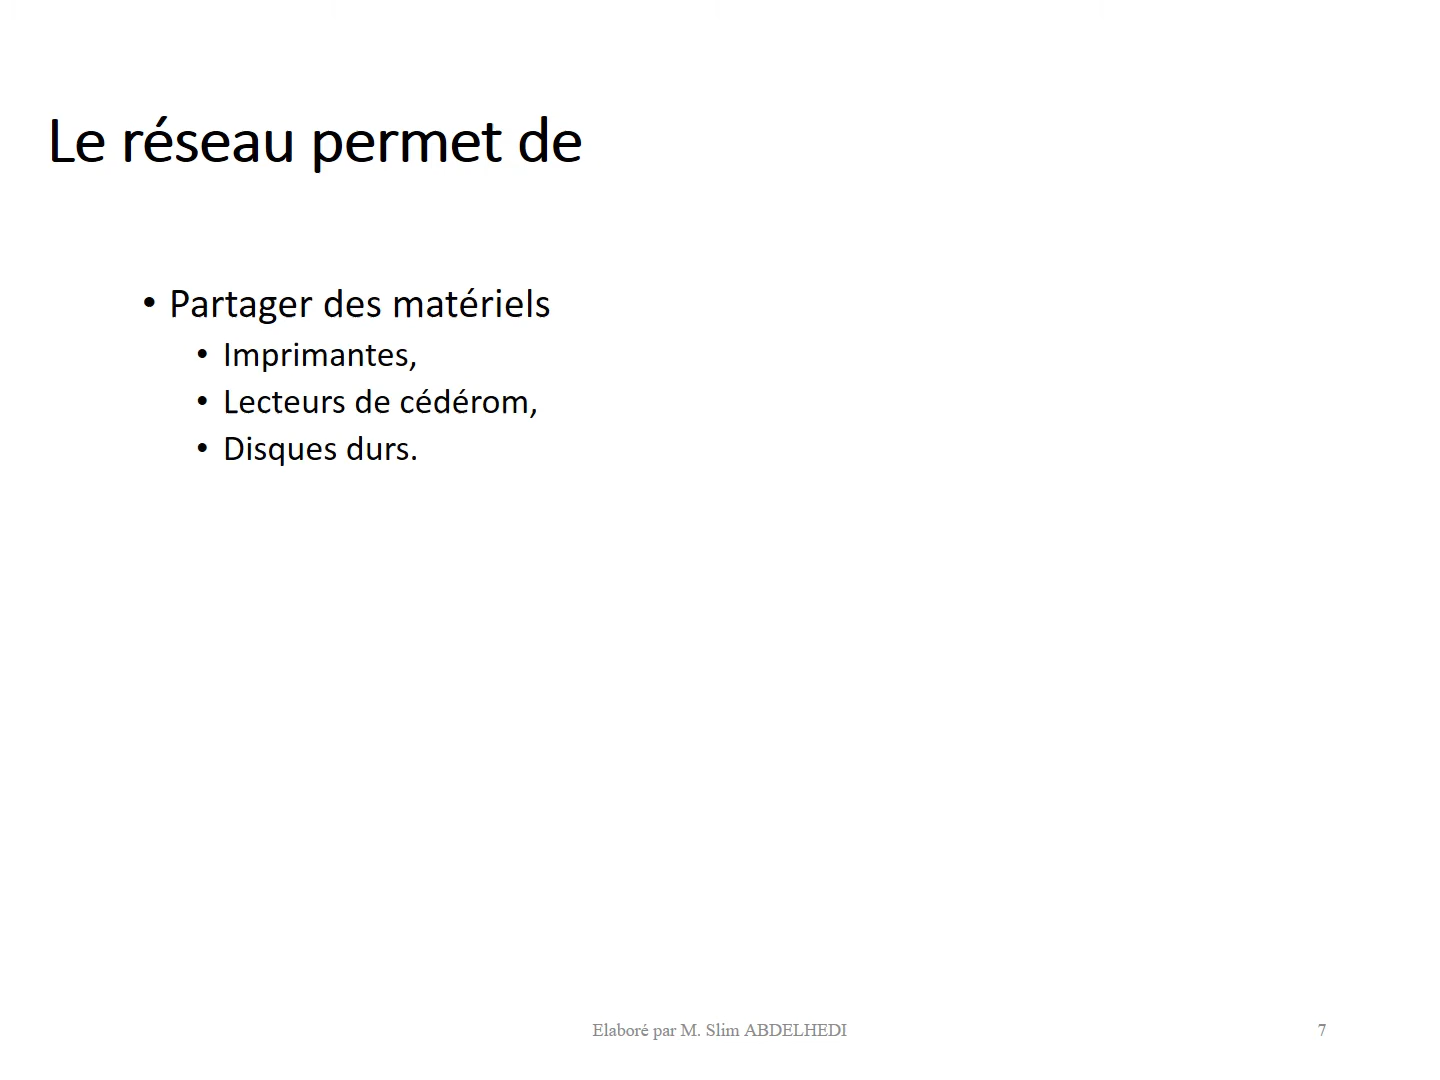 Le réseau permet de
• Partager des matériels
• Imprimantes,
• Lecteurs de cédérom,
• Disques durs.
Elaboré par M. Slim ABDELHEDI
7